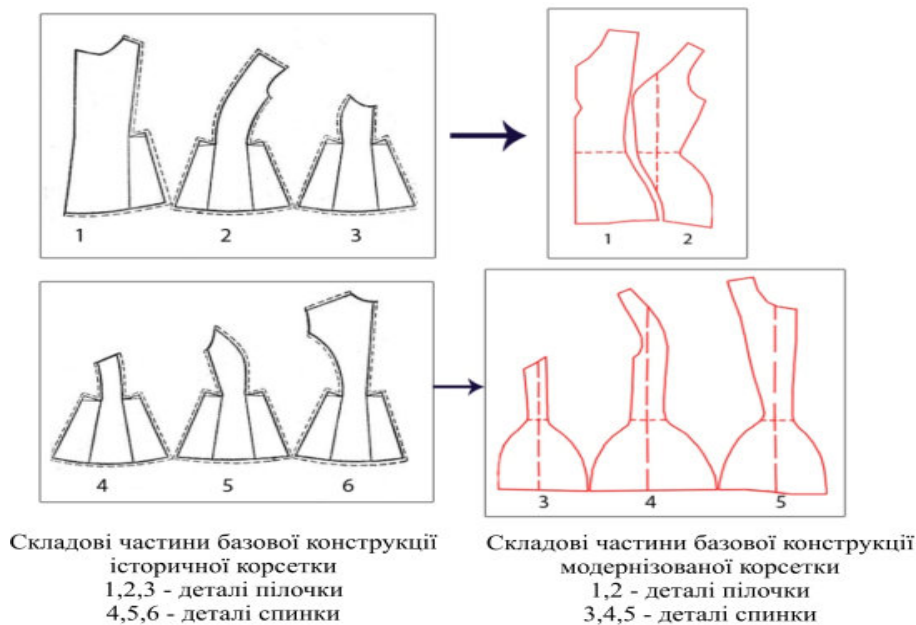 1 2 3
1 2
4 5 6
3 4 5
Складові частини базової конструкції
історичної корсетки
1,2,3 - деталі пілочки
4,5,6 - деталі спинки
Складові частини базової конструкції
модернізованої корсетки
1,2 - деталі пілочки
3,4,5 - деталі спинки